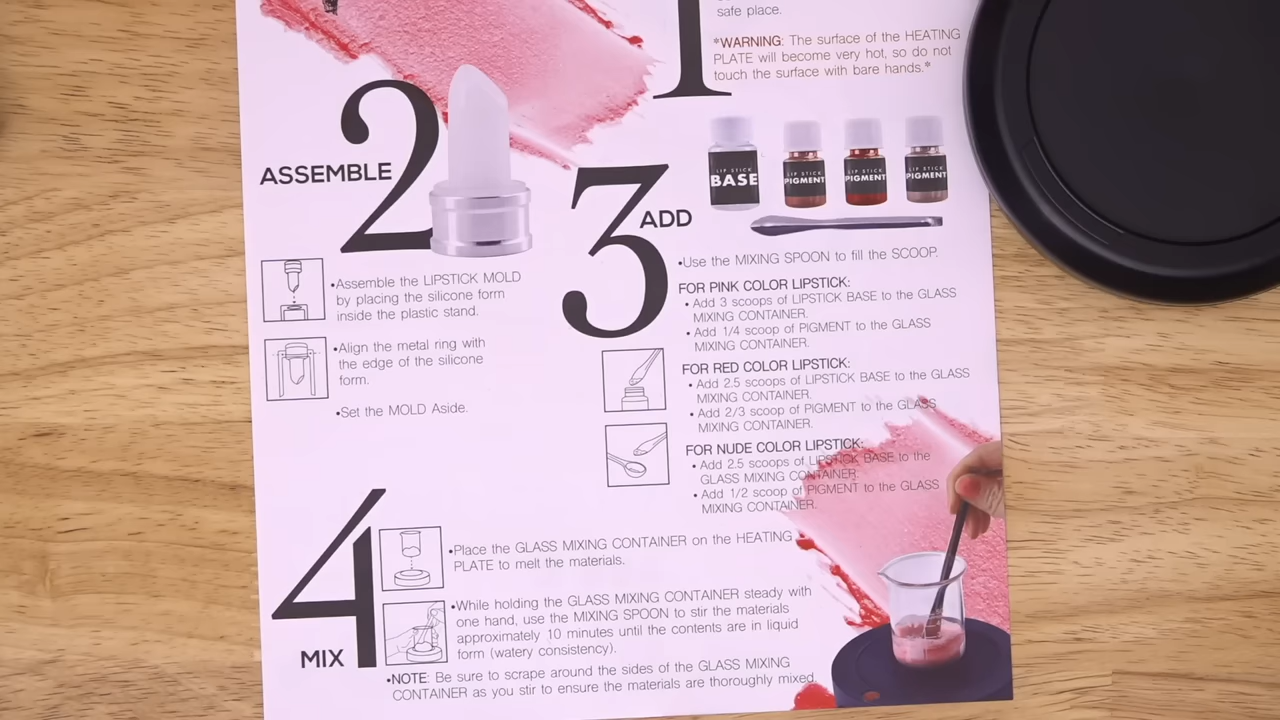 safe place.
*WARNING: The surface of the HEATING
PLATE will become very hot, so do not
touch the surface with bare hands.*
1
2
ASSEMBLE
•Assemble the LIPSTICK MOLD
by placing the silicone form
inside the plastic stand.
•Align the metal ring with
the edge of the silicone
form.
•Set the MOLD Aside.
3
ADD
LIP STICK
BASE
LIP STICK
PIGMENT
LIP STICK
PIGMENT
LIP STICK
PIGMENT
•Use the MIXING SPOON to fill the SCOOP.
FOR PINK COLOR LIPSTICK:
• Add 3 scoops of LIPSTICK BASE to the GLASS
MIXING CONTAINER.
• Add 1/4 scoop of PIGMENT to the GLASS
MIXING CONTAINER.
FOR RED COLOR LIPSTICK:
• Add 2.5 scoops of LIPSTICK BASE to the GLASS
MIXING CONTAINER.
• Add 2/3 scoop of PIGMENT to the GLASS
MIXING CONTAINER.
FOR NUDE COLOR LIPSTICK:
• Add 2.5 scoops of LIPSTICK BASE to the
GLASS MIXING CONTAINER.
• Add 1/2 scoop of PIGMENT to the GLASS
MIXING CONTAINER.
4
MIX
•Place the GLASS MIXING CONTAINER on the HEATING
PLATE to melt the materials.
•While holding the GLASS MIXING CONTAINER steady with
one hand, use the MIXING SPOON to stir the materials
approximately 10 minutes until the contents are in liquid
form (watery consistency).
•NOTE: Be sure to scrape around the sides of the GLASS MIXING
CONTAINER as you stir to ensure the materials are thoroughly mixed